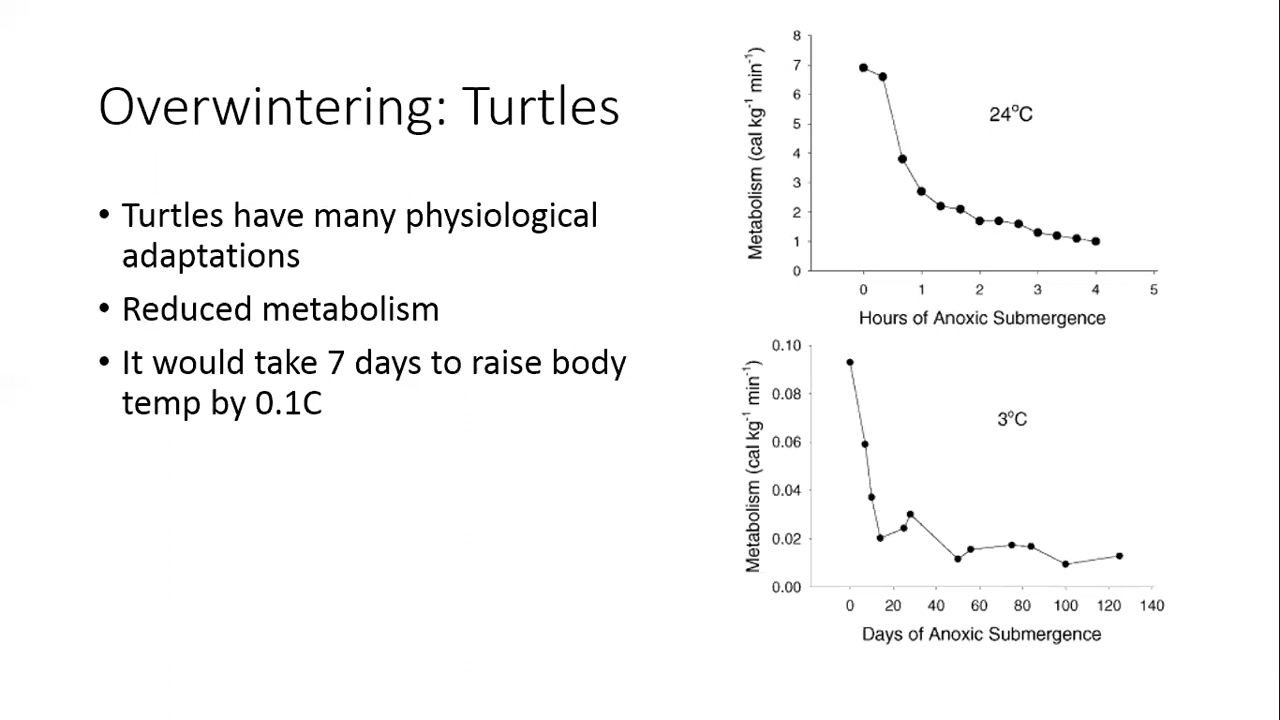 Overwintering: Turtles
• Turtles have many physiological
adaptations
• Reduced metabolism
• It would take 7 days to raise body
temp by 0.1C
8
7
6
5
4
3
2
1
0
Metabolism (cal kg⁻¹ min⁻¹)
24°C
0 1 2 3 4 5
Hours of Anoxic Submergence
0.10
0.08
0.06
0.04
0.02
0.00
Metabolism (cal kg⁻¹ min⁻¹)
3°C
0 20 40 60 80 100 120 140
Days of Anoxic Submergence